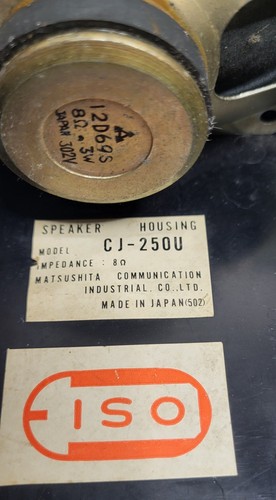 12D69S
8Ω 3W
JAPAN 302V
SPEAKER HOUSING
MODEL CJ-250U
IMPEDANCE : 8Ω
MATSUSHITA COMMUNICATION
INDUSTRIAL. CO., LTD.
MADE IN JAPAN(502)
ISO